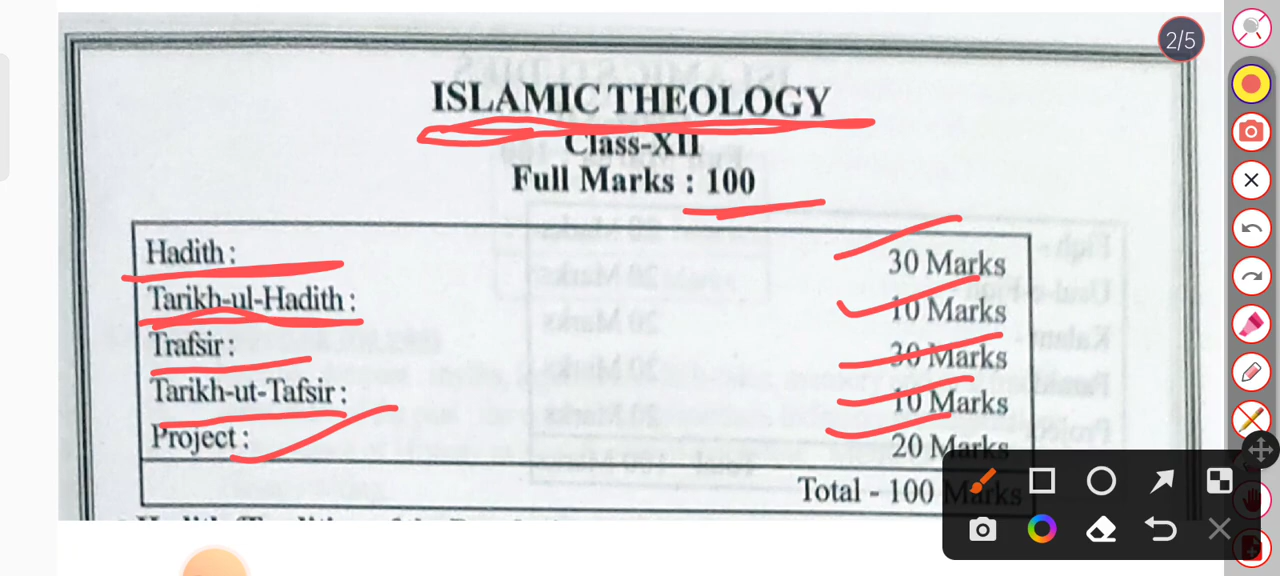 2/5
ISLAMIC THEOLOGY
Class-XII
Full Marks : 100
Hadith : 30 Marks
Tarikh-ul-Hadith : 10 Marks
Trafsir : 30 Marks
Tarikh-ut-Tafsir : 10 Marks
Project : 20 Marks
Total - 100 Marks